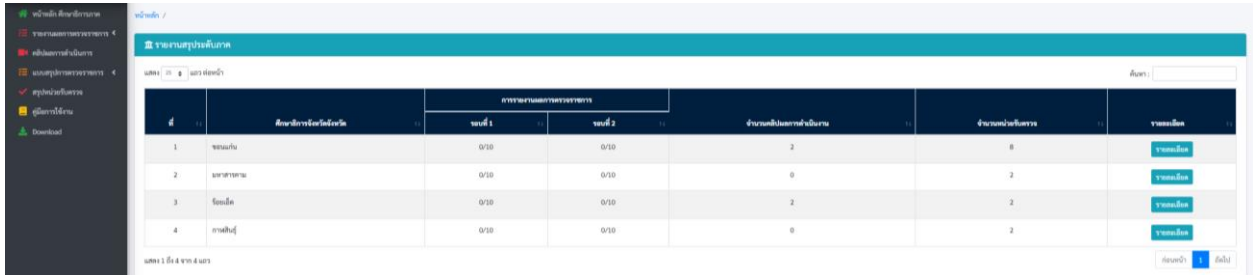 หน้าหลัก ศึกษาธิการภาค
รายงานผลการตรวจราชการ
คลิปผลการดำเนินการ
แบบสรุปการตรวจราชการ
สรุปหน่วยรับตรวจ
คู่มือการใช้งาน
Download
หน้าหลัก /
รายงานสรุประดับภาค
แสดง 25 แถว ต่อหน้า
ค้นหา :
การรายงานผลการตรวจราชการ
ที่ ศึกษาธิการจังหวัดจังหวัด รอบที่ 1 รอบที่ 2 จำนวนคลิปผลการดำเนินงาน จำนวนหน่วยรับตรวจ รายละเอียด
1 ขอนแก่น 0/10 0/10 2 8 รายละเอียด
2 มหาสารคาม 0/10 0/10 0 2 รายละเอียด
3 ร้อยเอ็ด 0/10 0/10 2 2 รายละเอียด
4 กาฬสินธุ์ 0/10 0/10 0 2 รายละเอียด
แสดง 1 ถึง 4 จาก 4 แถว
ก่อนหน้า 1 ถัดไป